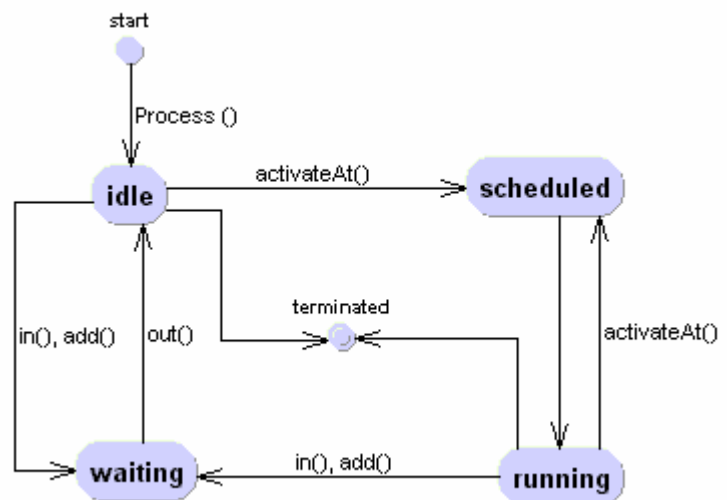 start
Process ()
activateAt()
idle
scheduled
terminated
in(), add()
out()
activateAt()
waiting
in(), add()
running